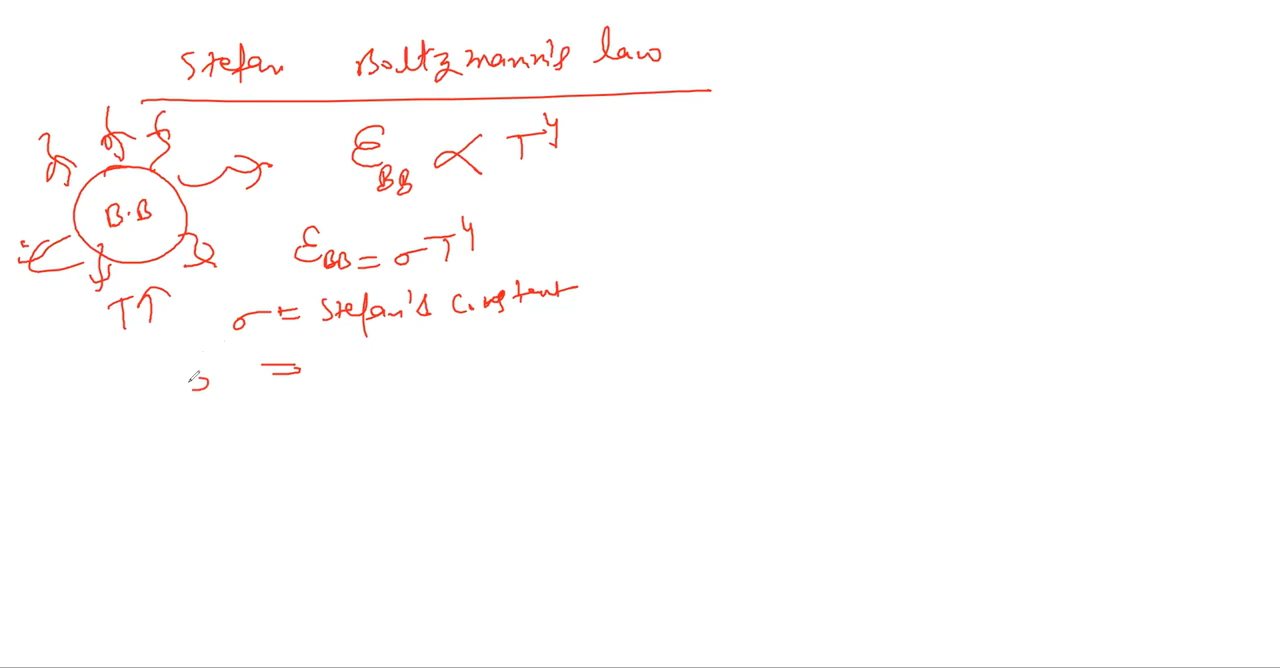 Stefan Boltzmann's law
B.B
E_BB ∝ T^4
E_BB = σT^4
T↑
σ = Stefan's Constant
⇒